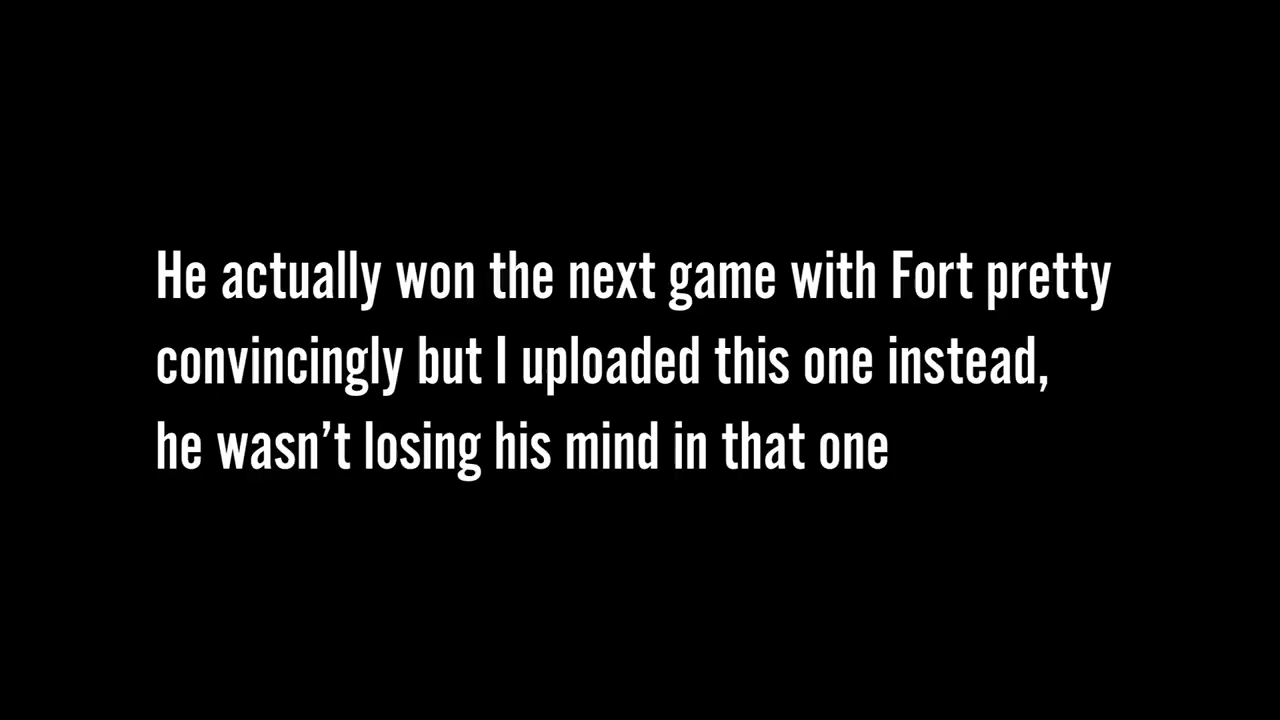 He actually won the next game with Fort pretty
convincingly but I uploaded this one instead,
he wasn’t losing his mind in that one